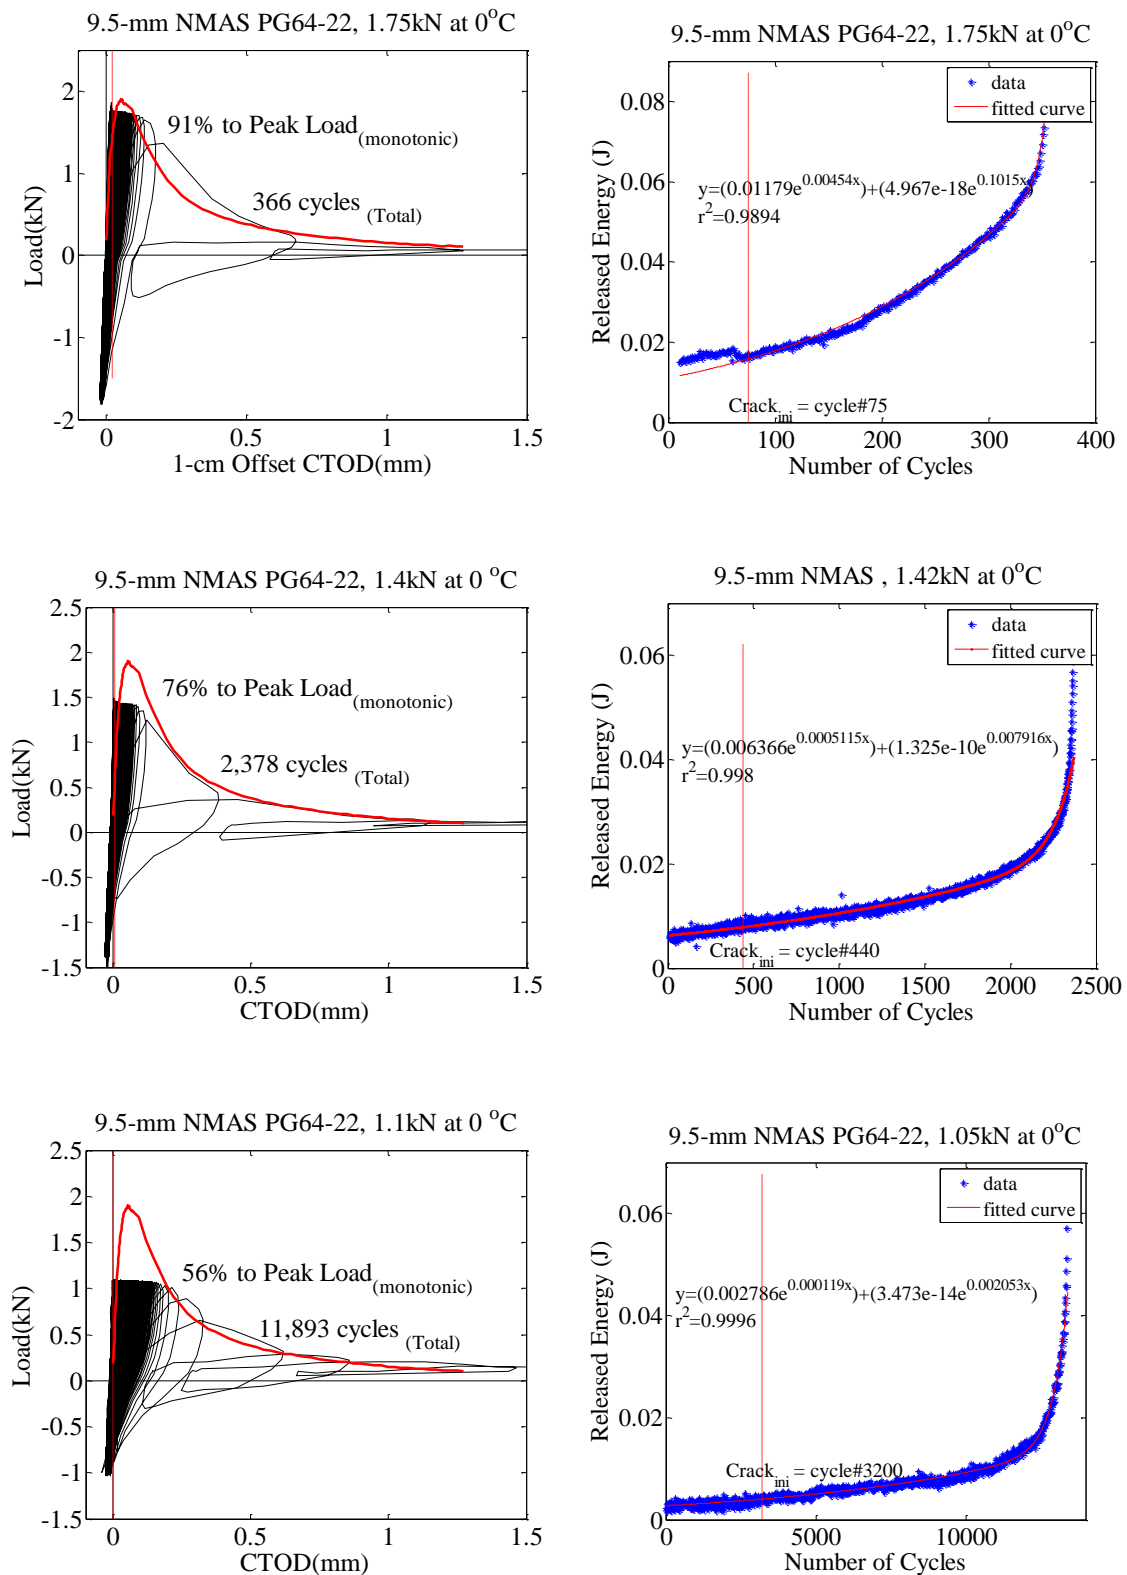 9.5-mm NMAS PG64-22, 1.75kN at 0°C
2
1
0
-1
-2
Load(kN)
91% to Peak Load(monotonic)
366 cycles (Total)
0 0.5 1 1.5
1-cm Offset CTOD(mm)
9.5-mm NMAS PG64-22, 1.75kN at 0°C
0.08
0.06
0.04
0.02
0
Released Energy (J)
data
fitted curve
y=(0.01179e^0.00454x)+(4.967e-18e^0.1015x)
r²=0.9894
Crack_ini = cycle#75
0 100 200 300 400
Number of Cycles
9.5-mm NMAS PG64-22, 1.4kN at 0 °C
2.5
2
1.5
1
0.5
0
-0.5
-1
-1.5
Load(kN)
76% to Peak Load(monotonic)
2,378 cycles (Total)
0 0.5 1 1.5
CTOD(mm)
9.5-mm NMAS , 1.42kN at 0°C
0.06
0.04
0.02
0
Released Energy (J)
data
fitted curve
y=(0.006366e^0.0005115x)+(1.325e-10e^0.007916x)
r²=0.998
Crack_ini = cycle#440
0 500 1000 1500 2000 2500
Number of Cycles
9.5-mm NMAS PG64-22, 1.1kN at 0 °C
2.5
2
1.5
1
0.5
0
-0.5
-1
-1.5
Load(kN)
56% to Peak Load(monotonic)
11,893 cycles (Total)
0 0.5 1 1.5
CTOD(mm)
9.5-mm NMAS PG64-22, 1.05kN at 0°C
0.06
0.04
0.02
0
Released Energy (J)
data
fitted curve
y=(0.002786e^0.000119x)+(3.473e-14e^0.002053x)
r²=0.9996
Crack_ini = cycle#3200
0 5000 10000
Number of Cycles